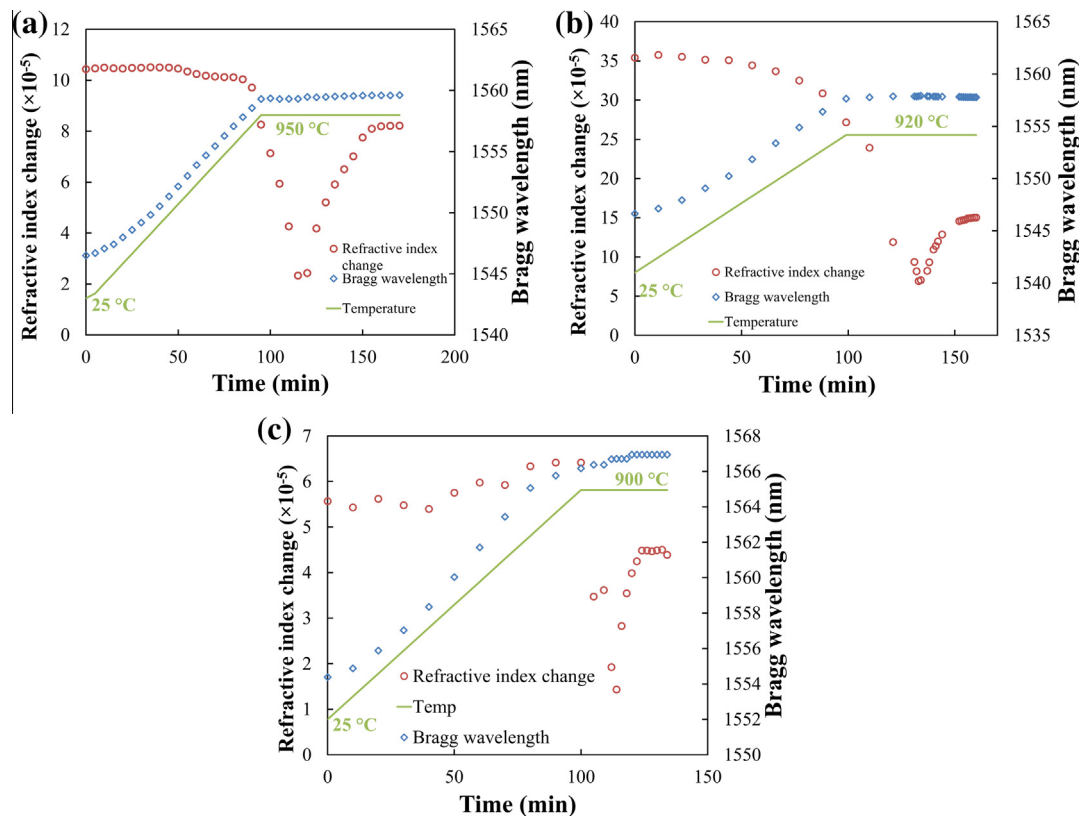 (a)
12
10
8
6
4
2
0
Refractive index change (×10⁻⁵)
1565
1560
1555
1550
1545
1540
Bragg wavelength (nm)
950 °C
25 °C
Refractive index
change
Bragg wavelength
Temperature
0 50 100 150 200
Time (min)
(b)
40
35
30
25
20
15
10
5
0
Refractive index change (×10⁻⁵)
1565
1560
1555
1550
1545
1540
1535
Bragg wavelength (nm)
920 °C
25 °C
Refractive index change
Bragg wavelength
Temperature
0 50 100 150
Time (min)
(c)
7
6
5
4
3
2
1
0
Refractive index change (×10⁻⁵)
1568
1566
1564
1562
1560
1558
1556
1554
1552
1550
Bragg wavelength (nm)
900 °C
25 °C
Refractive index change
Temp
Bragg wavelength
0 50 100 150
Time (min)